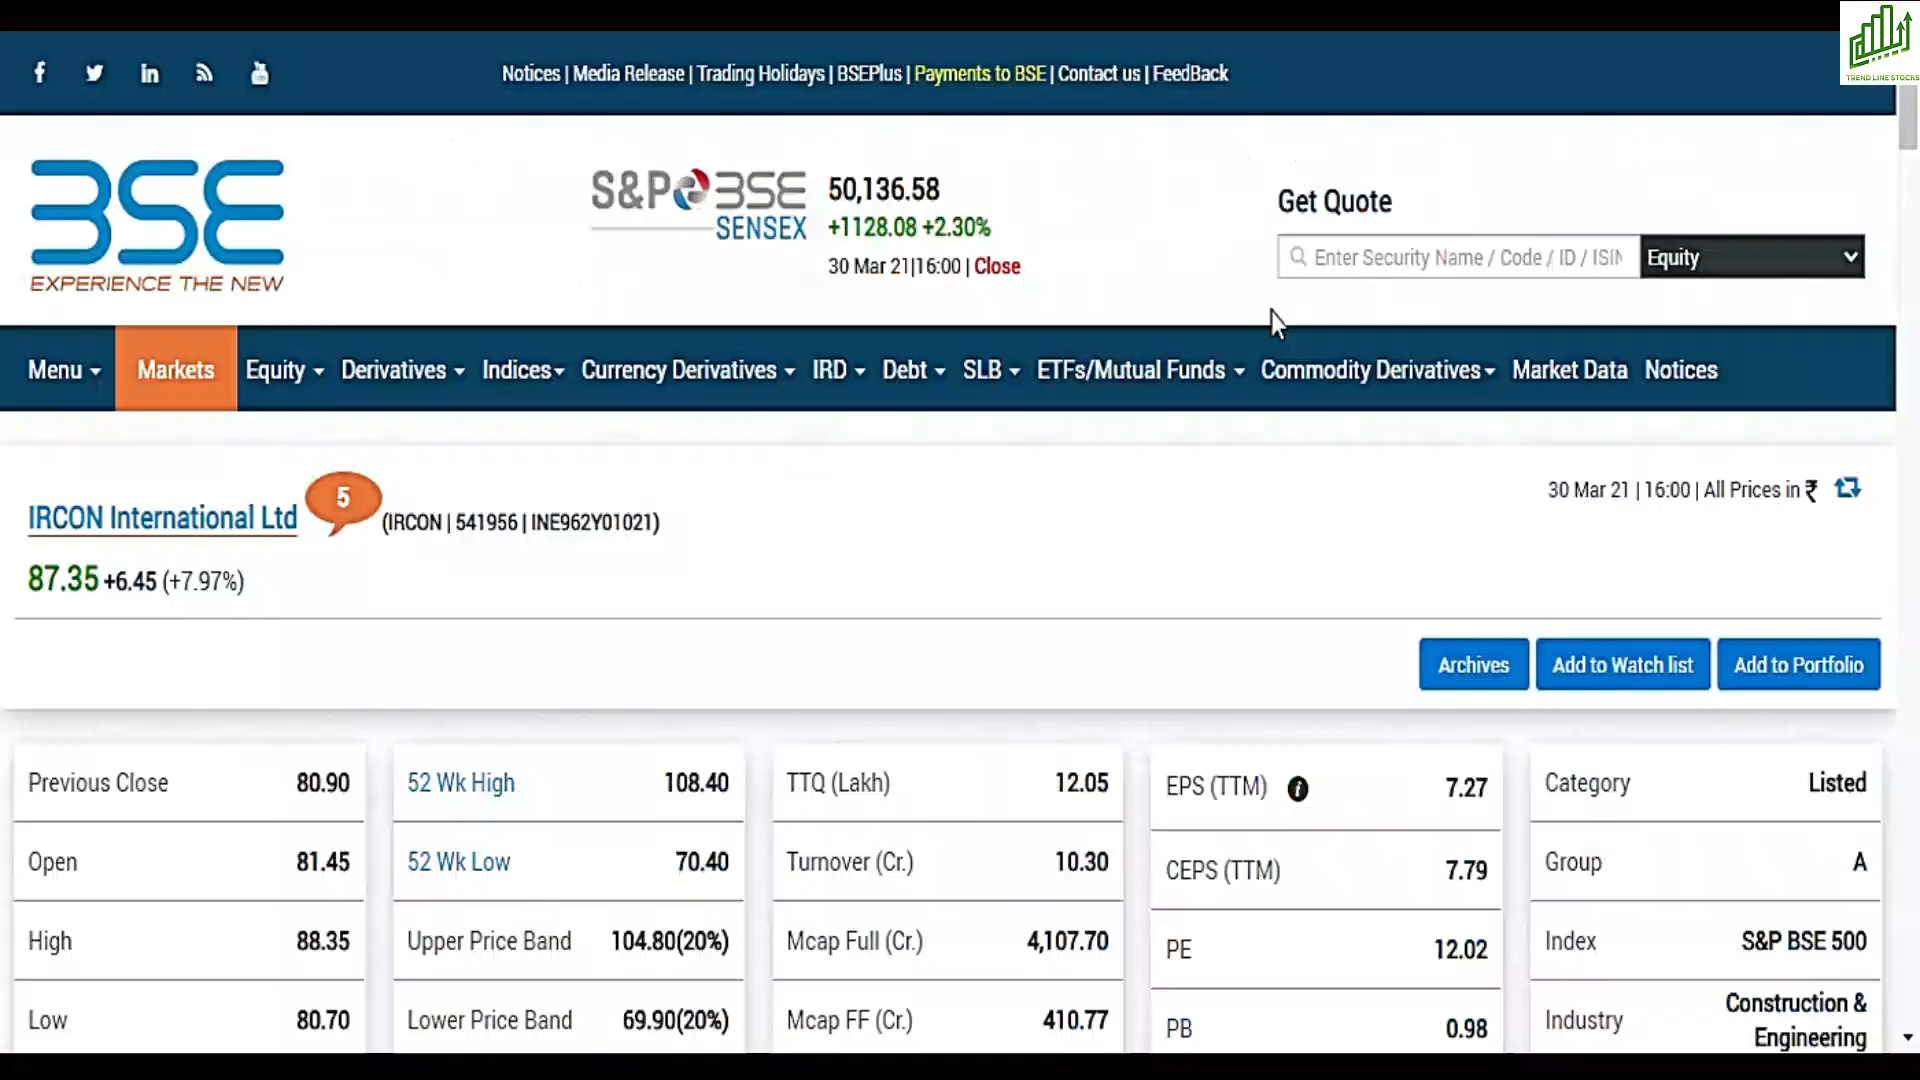 TREND LINE STOCKS
Notices | Media Release | Trading Holidays | BSEPlus | Payments to BSE | Contact us | FeedBack
BSE
EXPERIENCE THE NEW
S&P BSE
SENSEX
50,136.58
+1128.08 +2.30%
30 Mar 21|16:00 | Close
Get Quote
Enter Security Name / Code / ID / ISIN
Equity
Menu Markets Equity Derivatives Indices Currency Derivatives IRD Debt SLB ETFs/Mutual Funds Commodity Derivatives Market Data Notices
IRCON International Ltd 5 (IRCON | 541956 | INE962Y01021)
30 Mar 21 | 16:00 | All Prices in ₹
87.35 +6.45 (+7.97%)
Archives Add to Watch list Add to Portfolio
Previous Close 80.90
Open 81.45
High 88.35
Low 80.70
52 Wk High 108.40
52 Wk Low 70.40
Upper Price Band 104.80(20%)
Lower Price Band 69.90(20%)
TTQ (Lakh) 12.05
Turnover (Cr.) 10.30
Mcap Full (Cr.) 4,107.70
Mcap FF (Cr.) 410.77
EPS (TTM) 7.27
CEPS (TTM) 7.79
PE 12.02
PB 0.98
Category Listed
Group A
Index S&P BSE 500
Industry Construction &
Engineering